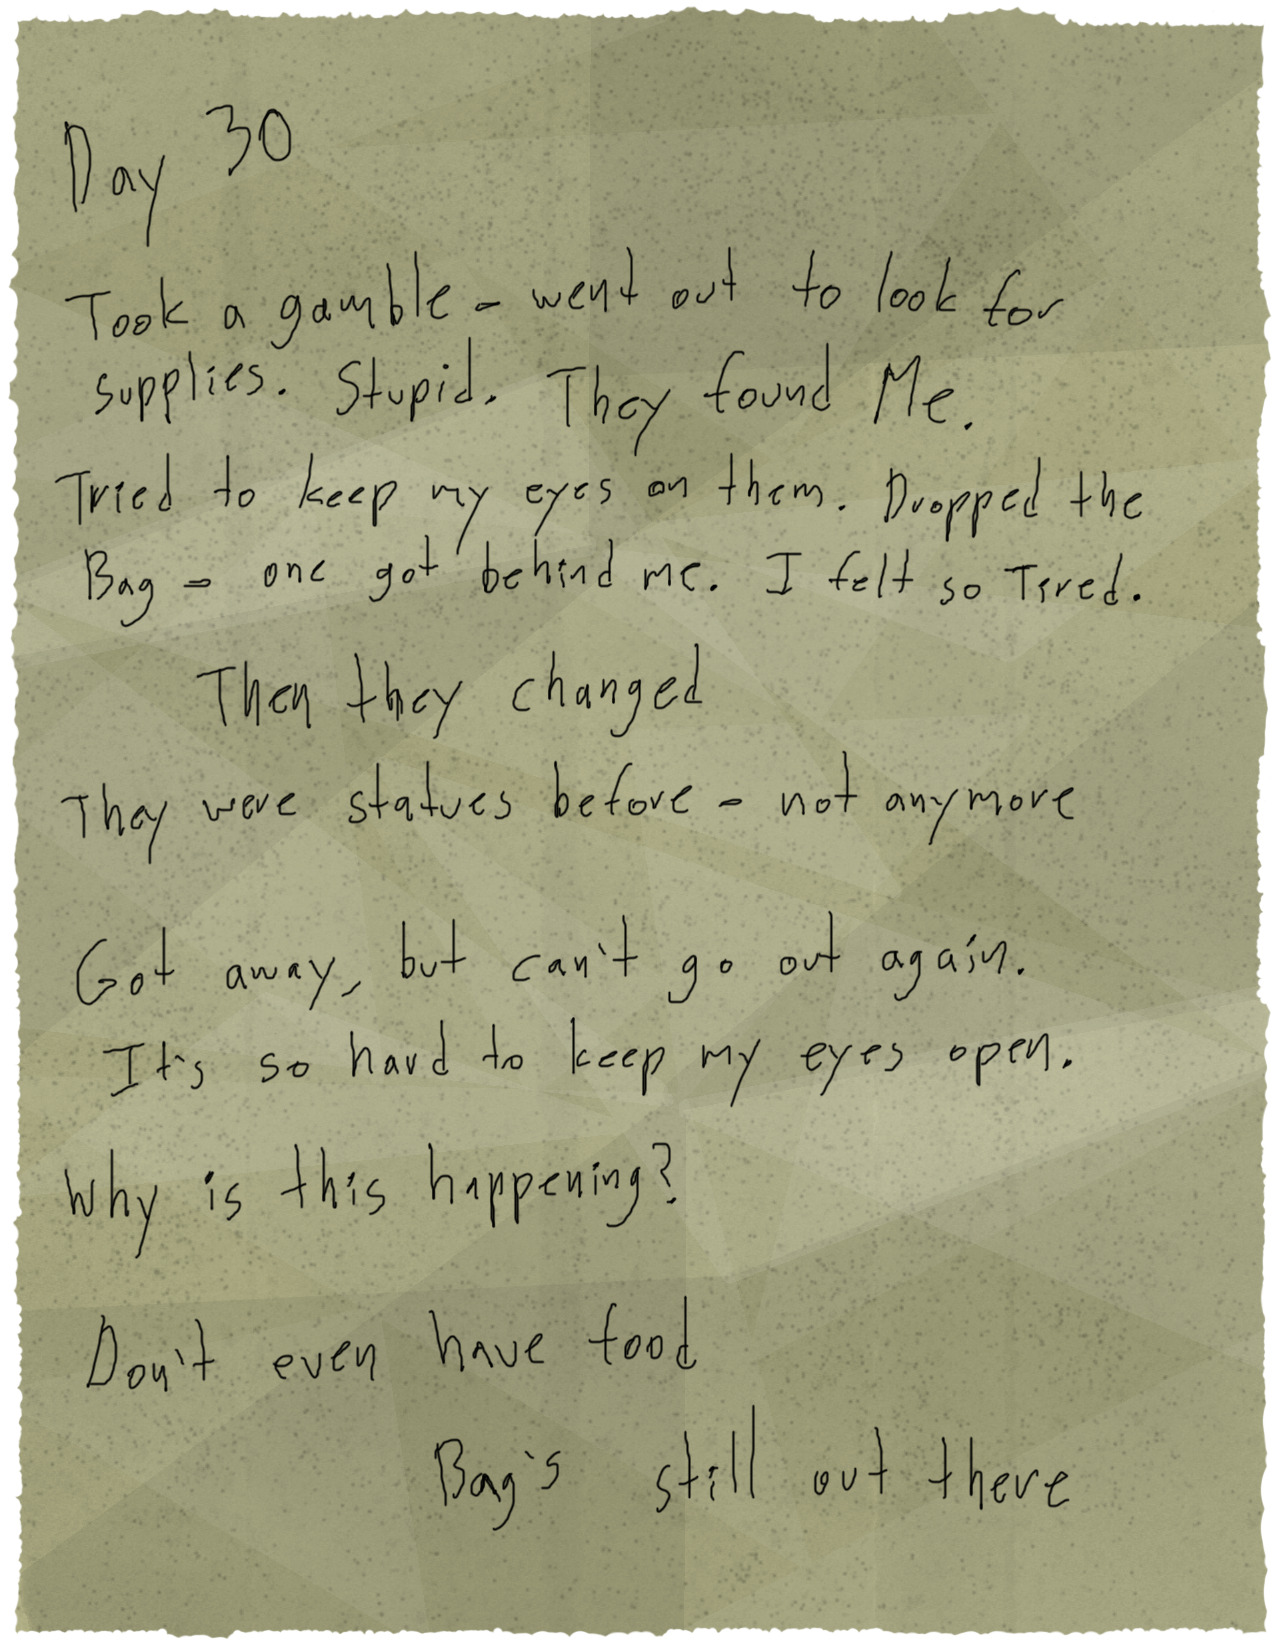 Day 30
Took a gamble - went out to look for
supplies. Stupid. They found Me.
Tried to keep my eyes on them. Dropped the
Bag - one got behind me. I felt so Tired.
Then they changed
They were statues before - not anymore
Got away, but can't go out again.
It's so hard to keep my eyes open.
Why is this happening?
Don't even have food
Bag's still out there